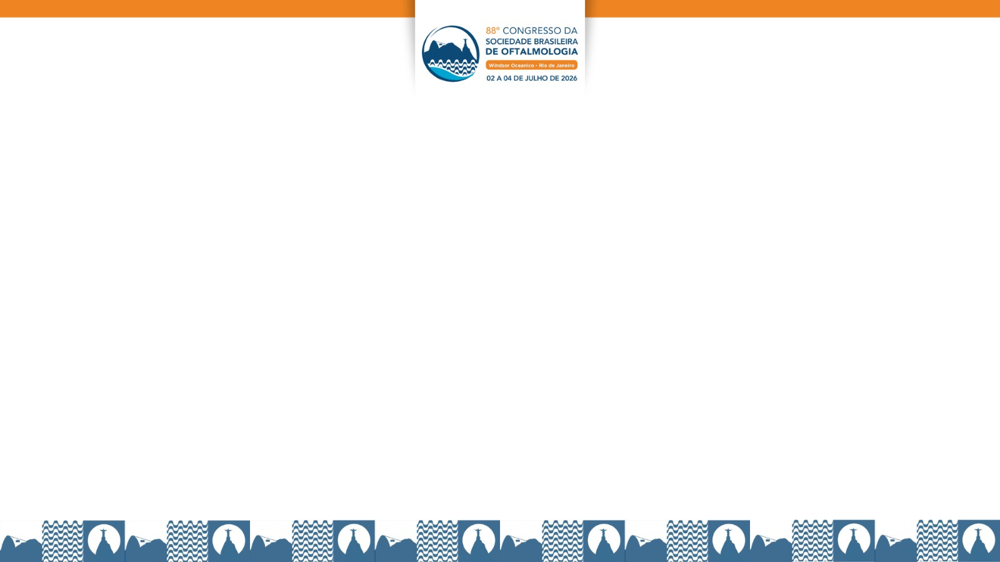 88º CONGRESSO DA
SOCIEDADE BRASILEIRA
DE OFTALMOLOGIA
Windsor Oceanico - Rio de Janeiro
02 A 04 DE JULHO DE 2026